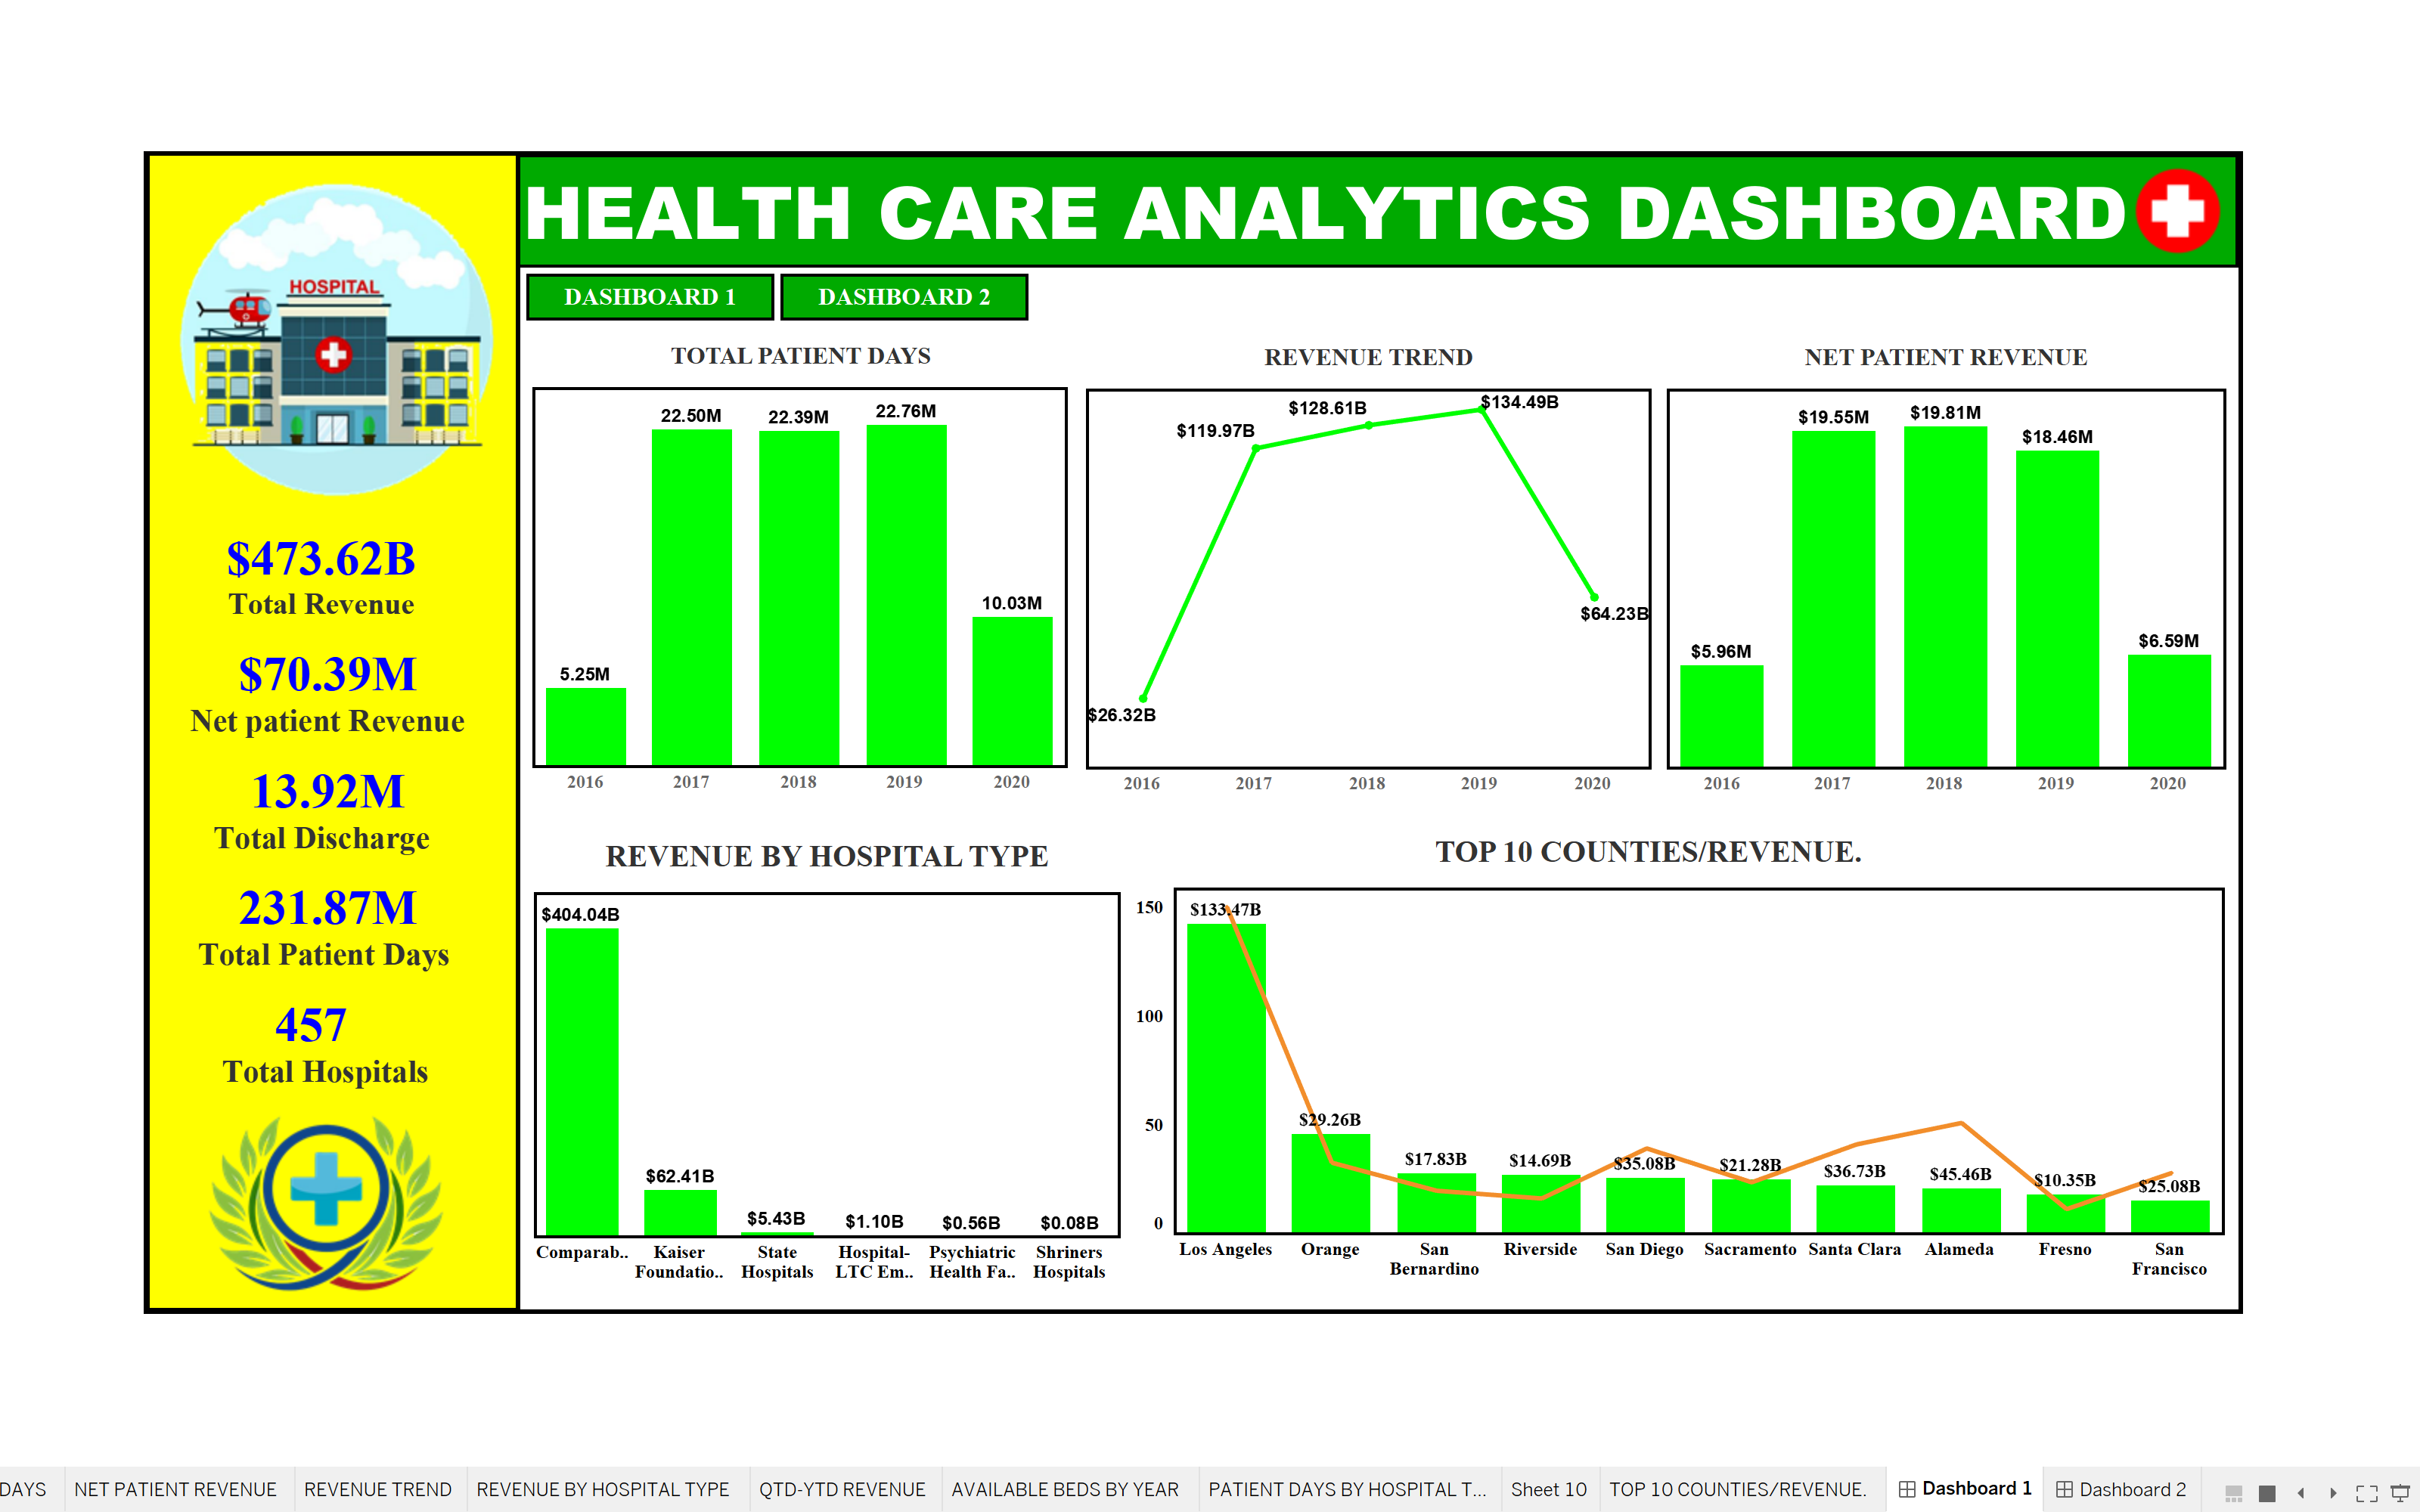 HEALTH CARE ANALYTICS DASHBOARD
HOSPITAL
DASHBOARD 1
DASHBOARD 2
$473.62B
Total Revenue
$70.39M
Net patient Revenue
13.92M
Total Discharge
231.87M
Total Patient Days
457
Total Hospitals
TOTAL PATIENT DAYS
5.25M
22.50M
22.39M
22.76M
10.03M
2016 2017 2018 2019 2020
REVENUE TREND
$26.32B
$119.97B
$128.61B
$134.49B
$64.23B
2016 2017 2018 2019 2020
NET PATIENT REVENUE
$5.96M
$19.55M
$19.81M
$18.46M
$6.59M
2016 2017 2018 2019 2020
REVENUE BY HOSPITAL TYPE
$404.04B
$62.41B
$5.43B
$1.10B
$0.56B
$0.08B
Comparab..
Kaiser
Foundatio..
State
Hospitals
Hospital-
LTC Em..
Psychiatric
Health Fa..
Shriners
Hospitals
TOP 10 COUNTIES/REVENUE.
150
100
50
0
$133.47B
$29.26B
$17.83B
$14.69B
$35.08B
$21.28B
$36.73B
$45.46B
$10.35B
$25.08B
Los Angeles
Orange
San
Bernardino
Riverside
San Diego
Sacramento
Santa Clara
Alameda
Fresno
San
Francisco
DAYS
NET PATIENT REVENUE
REVENUE TREND
REVENUE BY HOSPITAL TYPE
QTD-YTD REVENUE
AVAILABLE BEDS BY YEAR
PATIENT DAYS BY HOSPITAL T...
Sheet 10
TOP 10 COUNTIES/REVENUE.
Dashboard 1
Dashboard 2